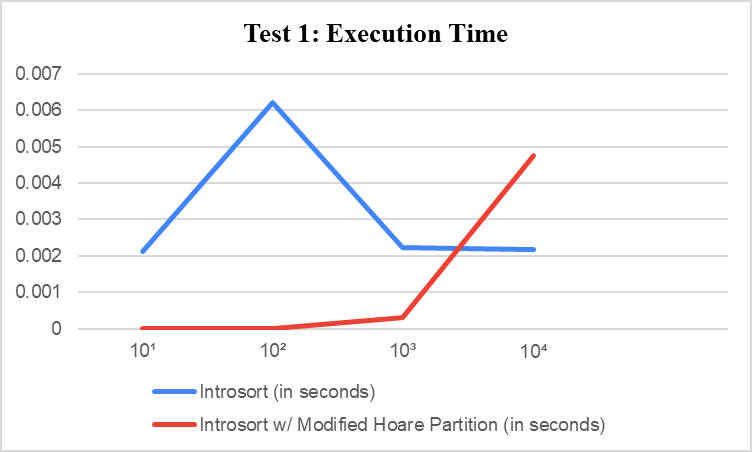 Test 1: Execution Time
0.007
0.006
0.005
0.004
0.003
0.002
0.001
0
10¹ 10² 10³ 10⁴
Introsort (in seconds)
Introsort w/ Modified Hoare Partition (in seconds)